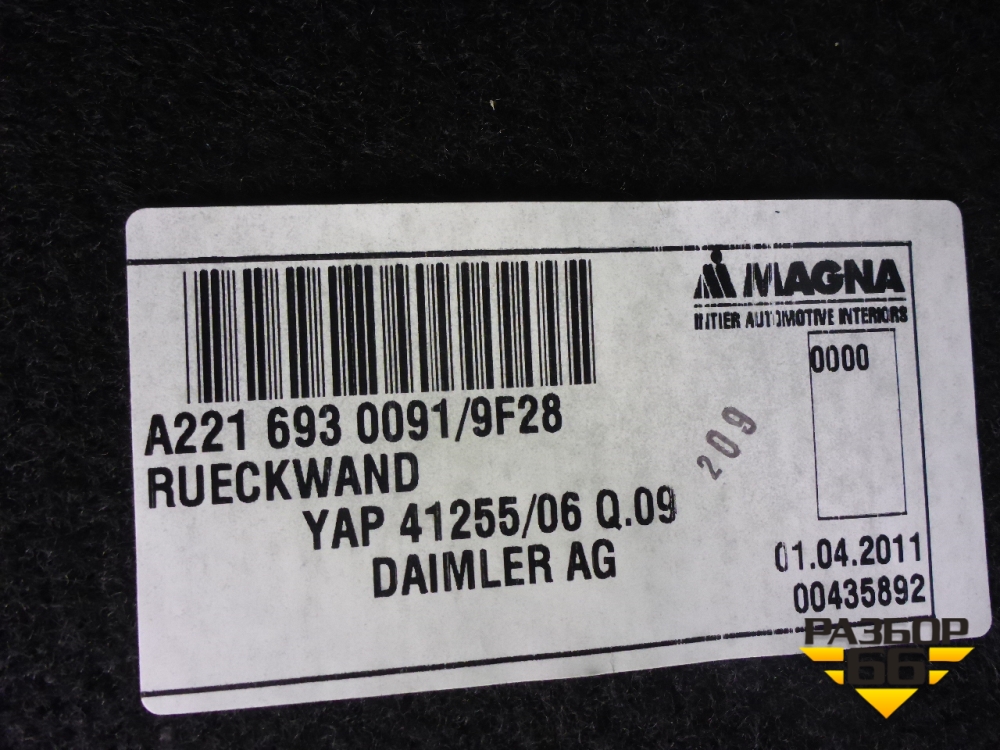 MAGNA
INTIER AUTOMOTIVE INTERIORS
0000
A221 693 0091/9F28
RUECKWAND
209
YAP 41255/06 Q.09
DAIMLER AG
01.04.2011
00435892
РАЗБОР
66